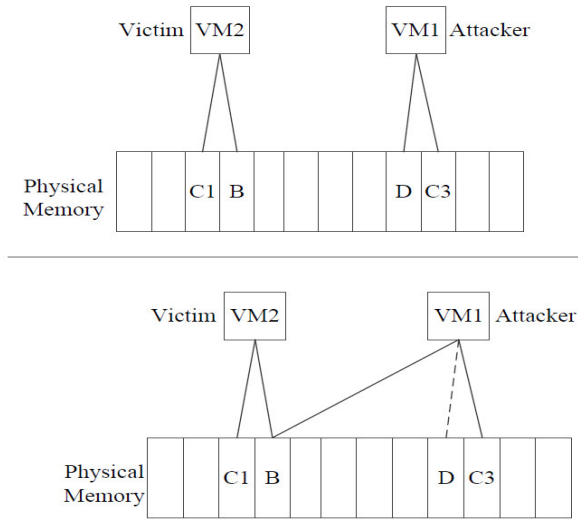 Victim VM2 VM1 Attacker
Physical Memory C1 B D C3
Victim VM2 VM1 Attacker
Physical Memory C1 B D C3